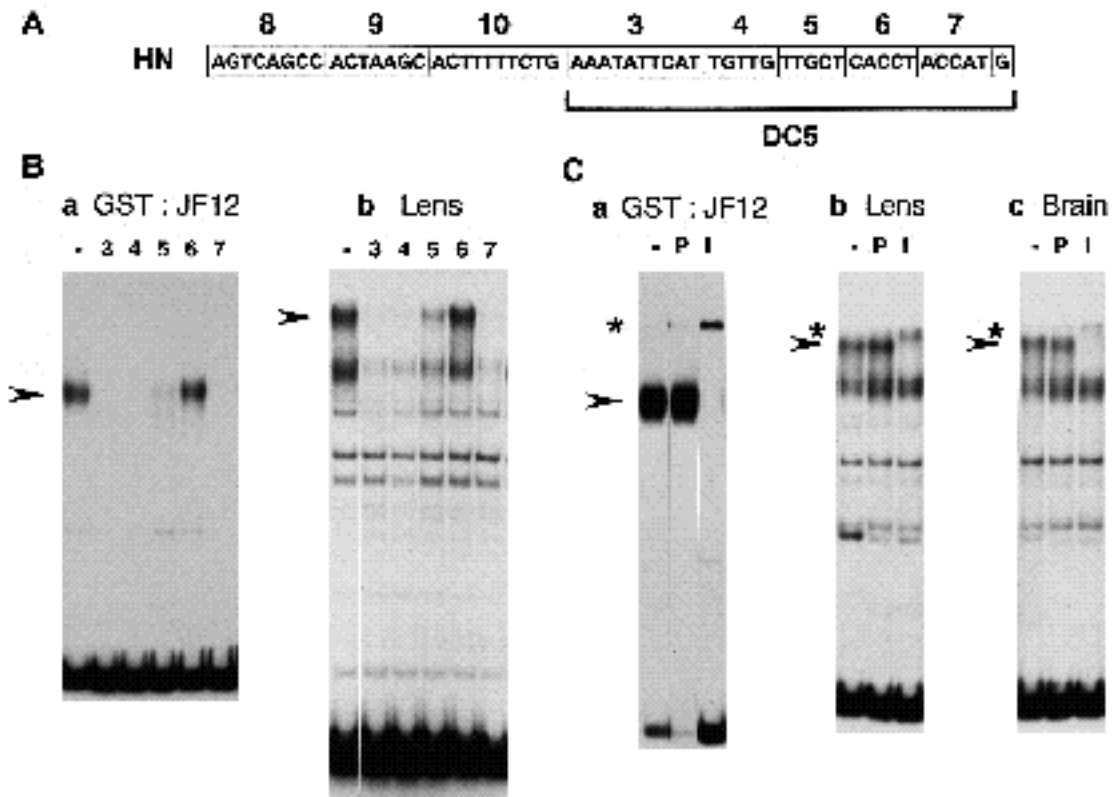 A
8 9 10 3 4 5 6 7
HN AGTCAGCC ACTAAGC ACTTTTTCTG AAATATTCAT TGTTG TTGCT CACCT ACCAT G
DC5
B
C
a GST : JF12
- 3 4 5 6 7
b Lens
- 3 4 5 6 7
a GST : JF12
- P I
*
b Lens
- P I
*
c Brain
- P I
*